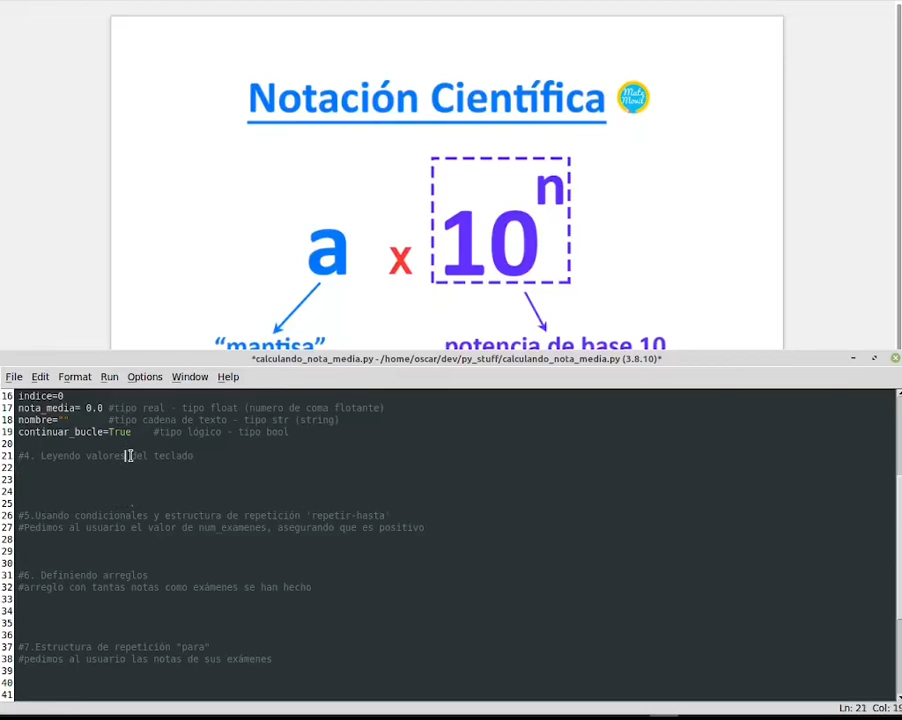 Notación Científica
Mate
Movil
a x 10 n
"mantisa" potencia de base 10
*calculando_nota_media.py - /home/oscar/dev/py_stuff/calculando_nota_media.py (3.8.10)*
File Edit Format Run Options Window Help
16 indice=0
17 nota_media= 0.0 #tipo real - tipo float (numero de coma flotante)
18 nombre="" #tipo cadena de texto - tipo str (string)
19 continuar_bucle=True #tipo lógico - tipo bool
20
21 #4. Leyendo valores del teclado
22
23
24
25
26 #5.Usando condicionales y estructura de repetición 'repetir-hasta'
27 #Pedimos al usuario el valor de num_examenes, asegurando que es positivo
28
29
30
31 #6. Definiendo arreglos
32 #arreglo con tantas notas como exámenes se han hecho
33
34
35
36
37 #7.Estructura de repetición "para"
38 #pedimos al usuario las notas de sus exámenes
39
40
41
Ln: 21 Col: 19